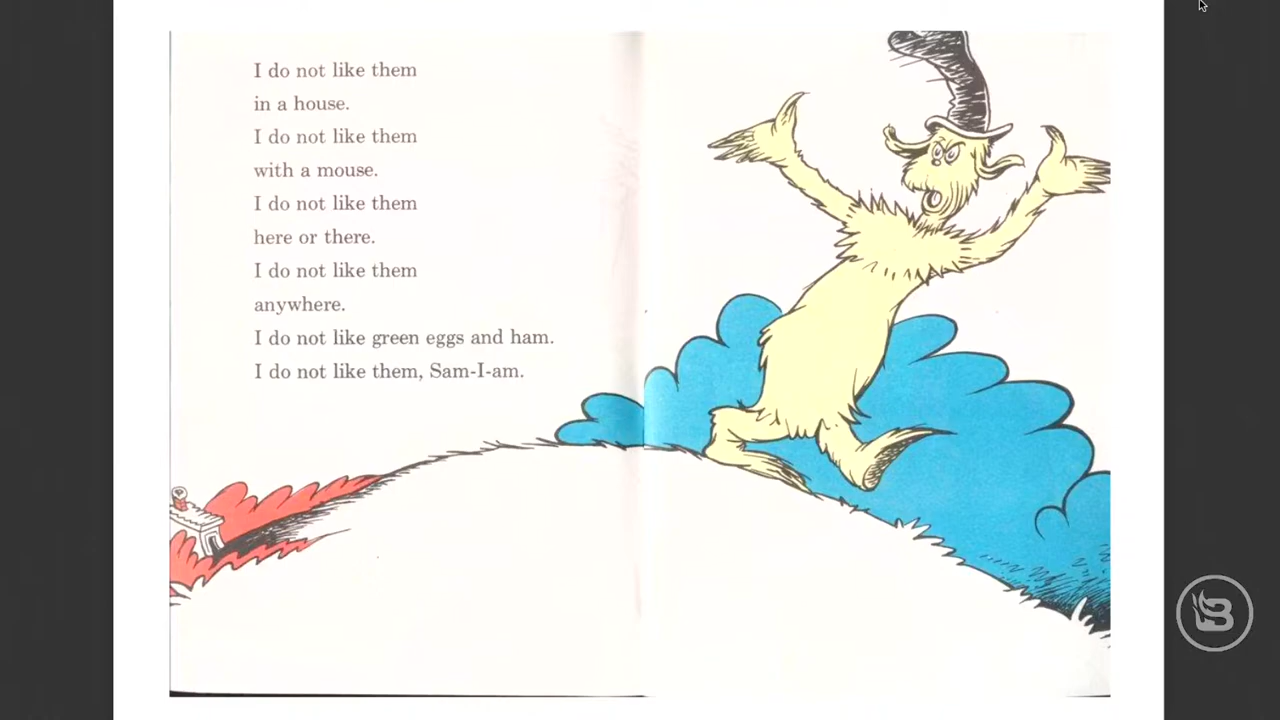 I do not like them
in a house.
I do not like them
with a mouse.
I do not like them
here or there.
I do not like them
anywhere.
I do not like green eggs and ham.
I do not like them, Sam-I-am.